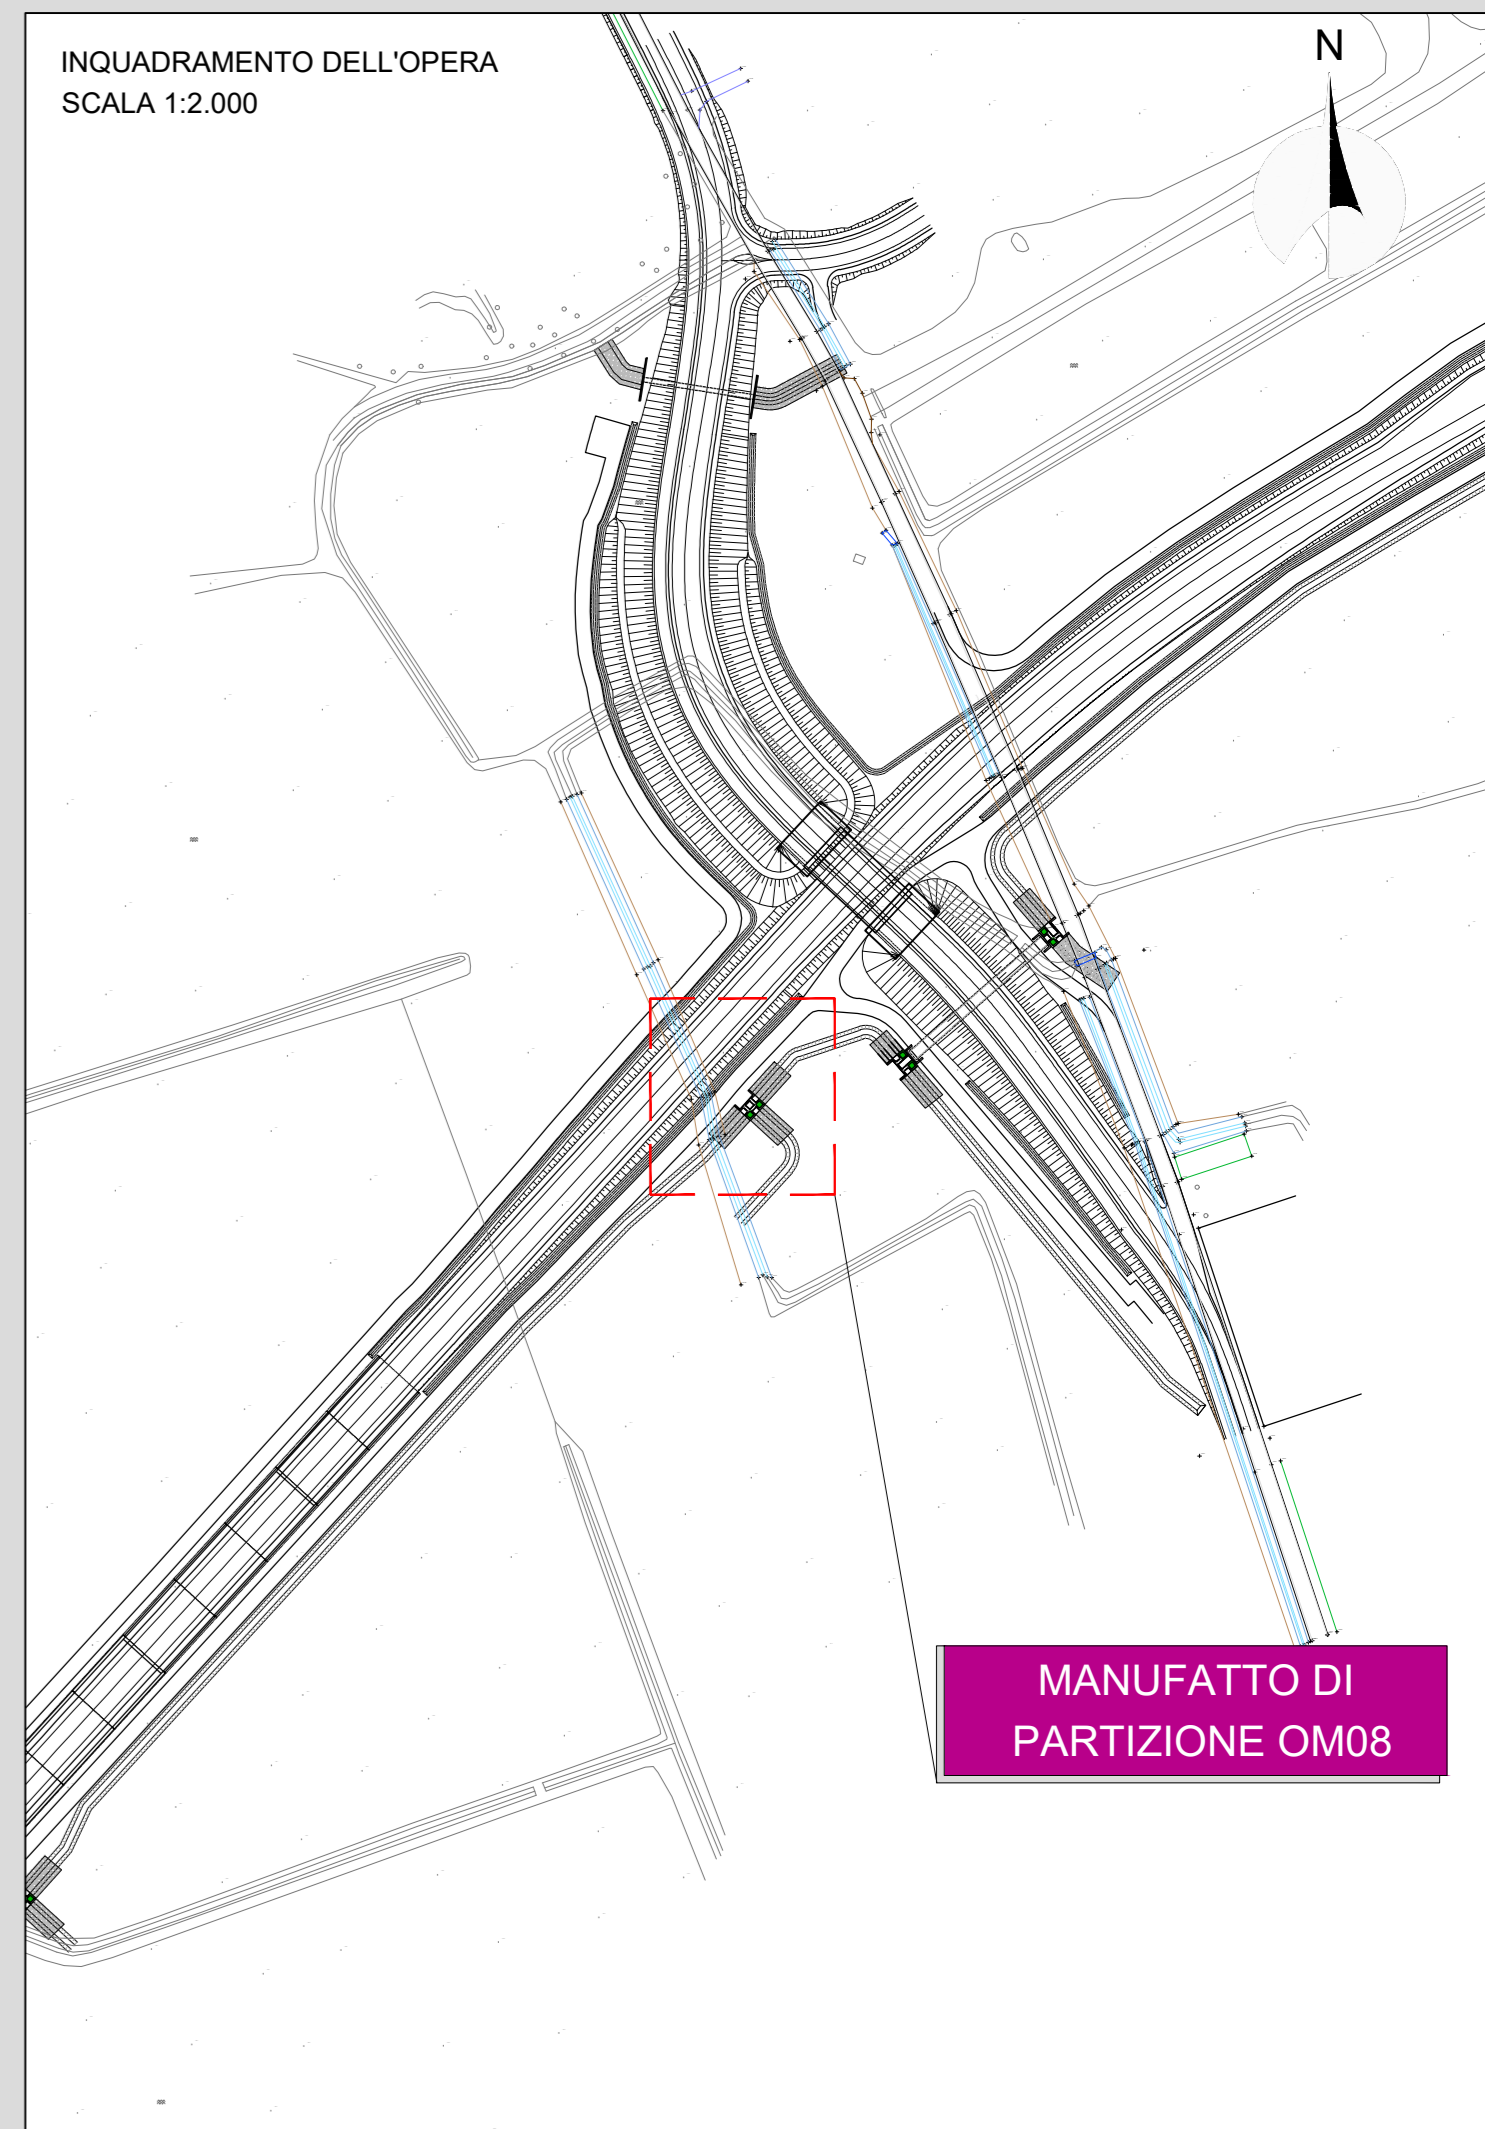 INQUADRAMENTO DELL'OPERA
SCALA 1:2.000
N
MANUFATTO DI
PARTIZIONE OM08